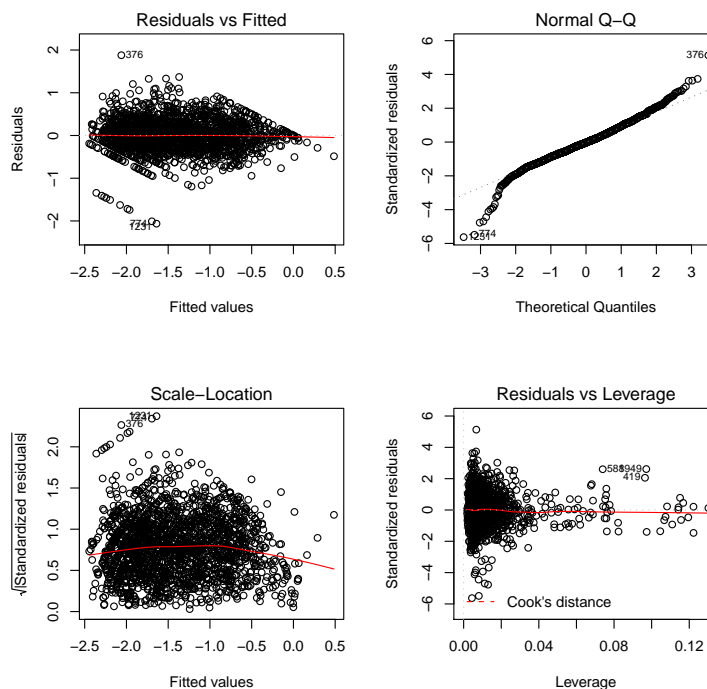 Residuals vs Fitted
Residuals
2
1
0
−1
−2
376
774
1231
−2.5 −2.0 −1.5 −1.0 −0.5 0.0 0.5
Fitted values
Normal Q−Q
Standardized residuals
6
4
2
0
−2
−4
−6
376
774
1231
−3 −2 −1 0 1 2 3
Theoretical Quantiles
Scale−Location
√|Standardized residuals|
2.0
1.5
1.0
0.5
0.0
1231
774
376
−2.5 −2.0 −1.5 −1.0 −0.5 0.0 0.5
Fitted values
Residuals vs Leverage
Standardized residuals
6
4
2
0
−2
−4
−6
588
1949
419
Cook's distance
0.00 0.04 0.08 0.12
Leverage